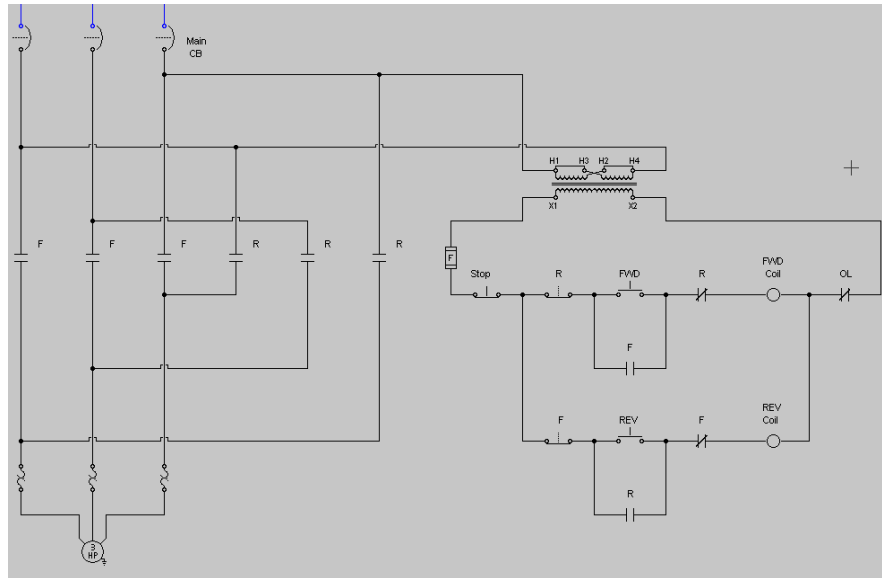 Main
CB
H1 H3 H2 H4
X1 X2
F F F R R R
F
Stop R FWD R FWD
Coil OL
F
F REV F REV
Coil
R
3
HP